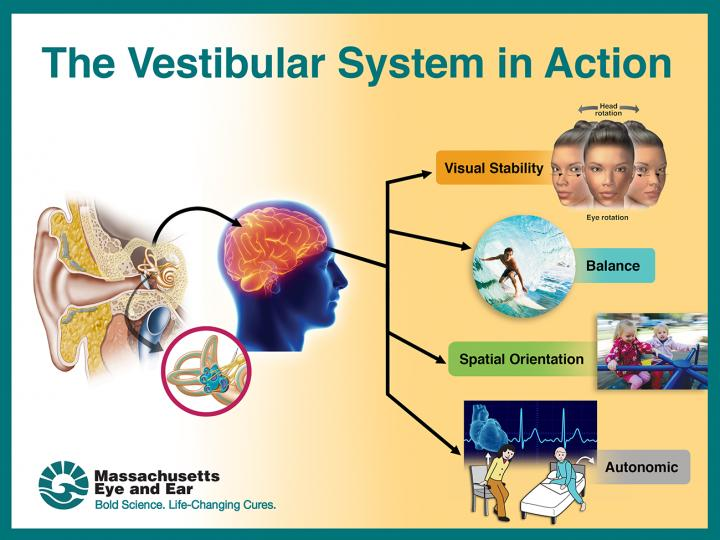 The Vestibular System in Action
Head
rotation
Visual Stability
Eye rotation
Balance
Spatial Orientation
Autonomic
Massachusetts
Eye and Ear
Bold Science. Life-Changing Cures.